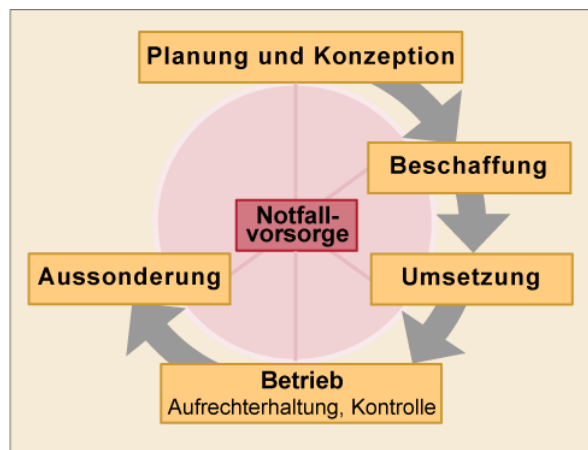 Planung und Konzeption
Beschaffung
Notfall-
vorsorge
Aussonderung
Umsetzung
Betrieb
Aufrechterhaltung, Kontrolle